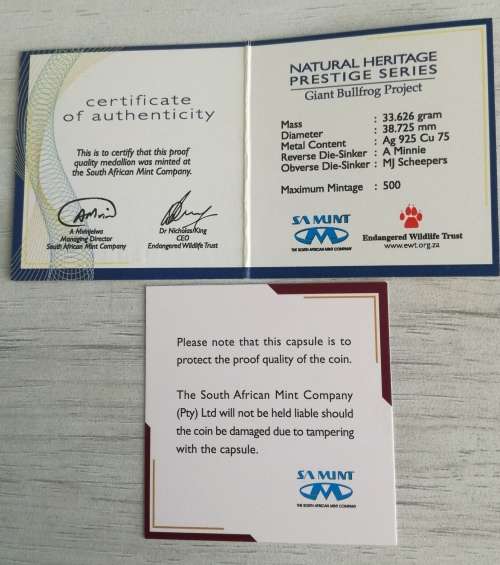 certificate
of authenticity
This is to certify that this proof
quality medallion was minted at
the South African Mint Company.
Managing Director
South African Mint Company
Dr Nicholas King
CEO
Endangered Wildlife Trust
NATURAL HERITAGE
PRESTIGE SERIES
Giant Bullfrog Project
Mass : 33.626 gram
Diameter : 38.725 mm
Metal Content : Ag 925 Cu 75
Reverse Die-Sinker : A Minnie
Obverse Die-Sinker : MJ Scheepers
Maximum Mintage : 500
SA MINT
THE SOUTH AFRICAN MINT COMPANY
Endangered Wildlife Trust
www.ewt.org.za
Please note that this capsule is to
protect the proof quality of the coin.
The South African Mint Company
(Pty) Ltd will not be held liable should
the coin be damaged due to tampering
with the capsule.
SA MINT
THE SOUTH AFRICAN MINT COMPANY